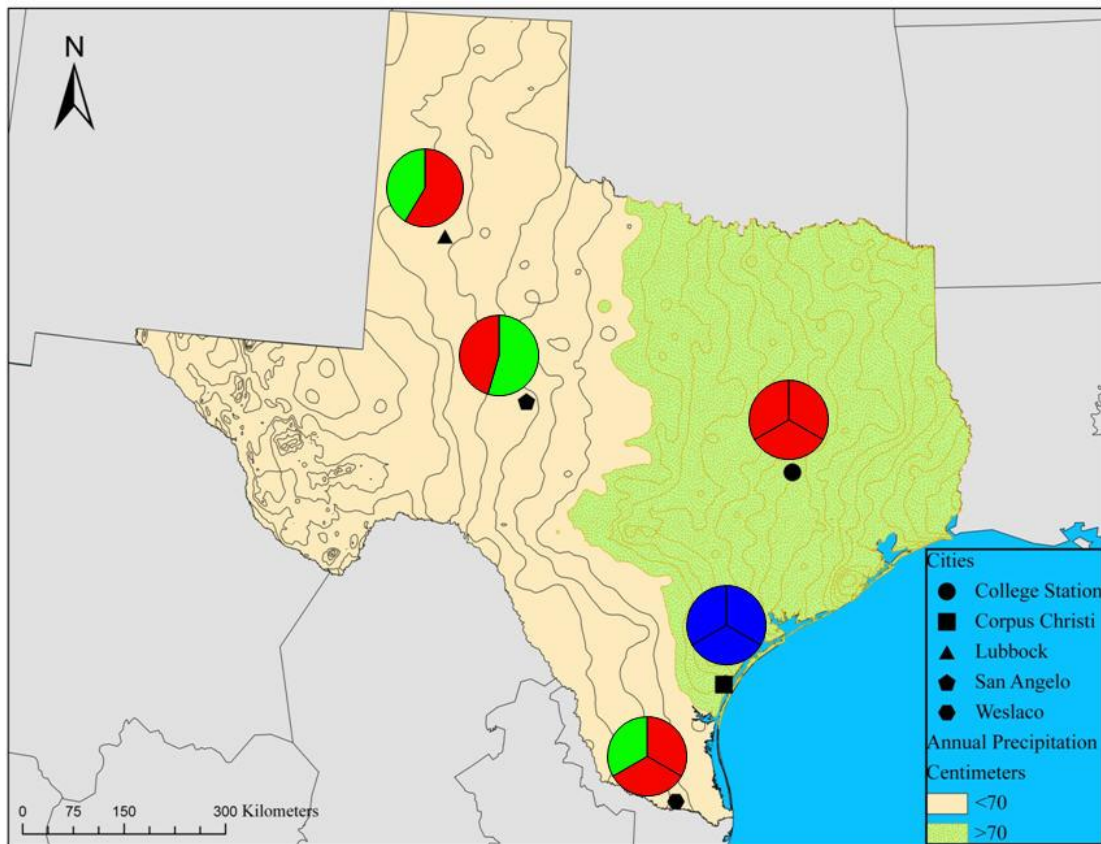 N
Cities
College Station
Corpus Christi
Lubbock
San Angelo
Weslaco
Annual Precipitation
Centimeters
<70
>70
0 75 150 300 Kilometers